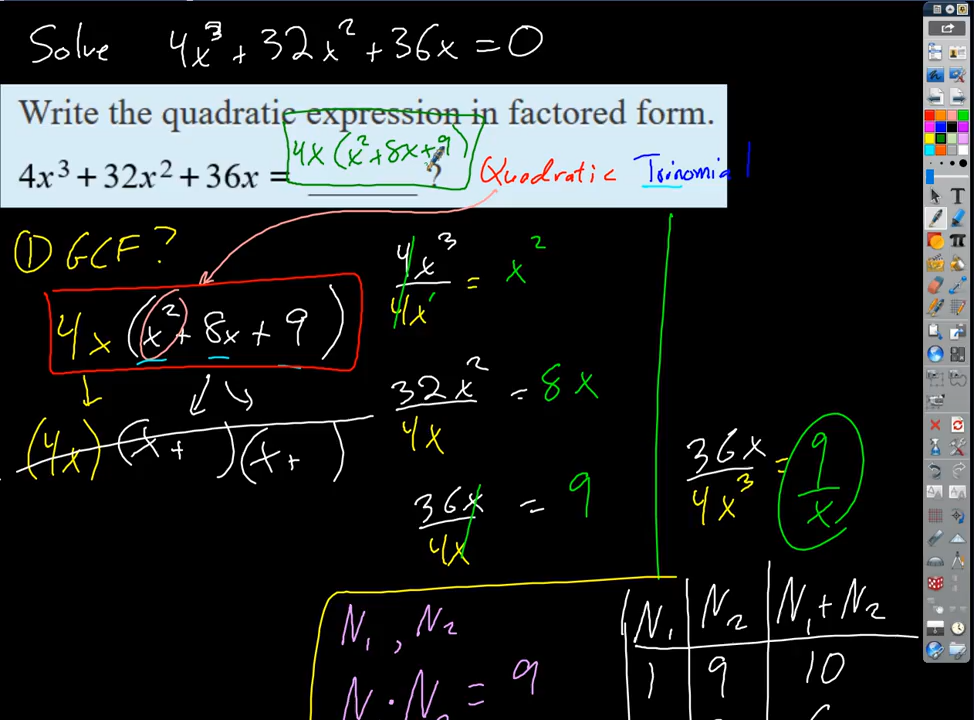 Solve 4x³ + 32x² + 36x = 0
Write the quadratic expression in factored form.
4x³ + 32x² + 36x = 4x(x² + 8x + 9) ?
Quadratic Trinomial
① GCF?
4x (x² + 8x + 9)
(4x) (x + )(x + )
4x³ / 4x¹ = x²
32x² / 4x = 8x
36x / 4x = 9
36x / 4x³ = 9 / x
N₁ , N₂
N · N₂ = 9
N₁ N₂ N₁ + N₂
1 9 10